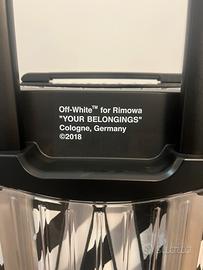 Off-White™ for Rimowa
"YOUR BELONGINGS"
Cologne, Germany
©2018